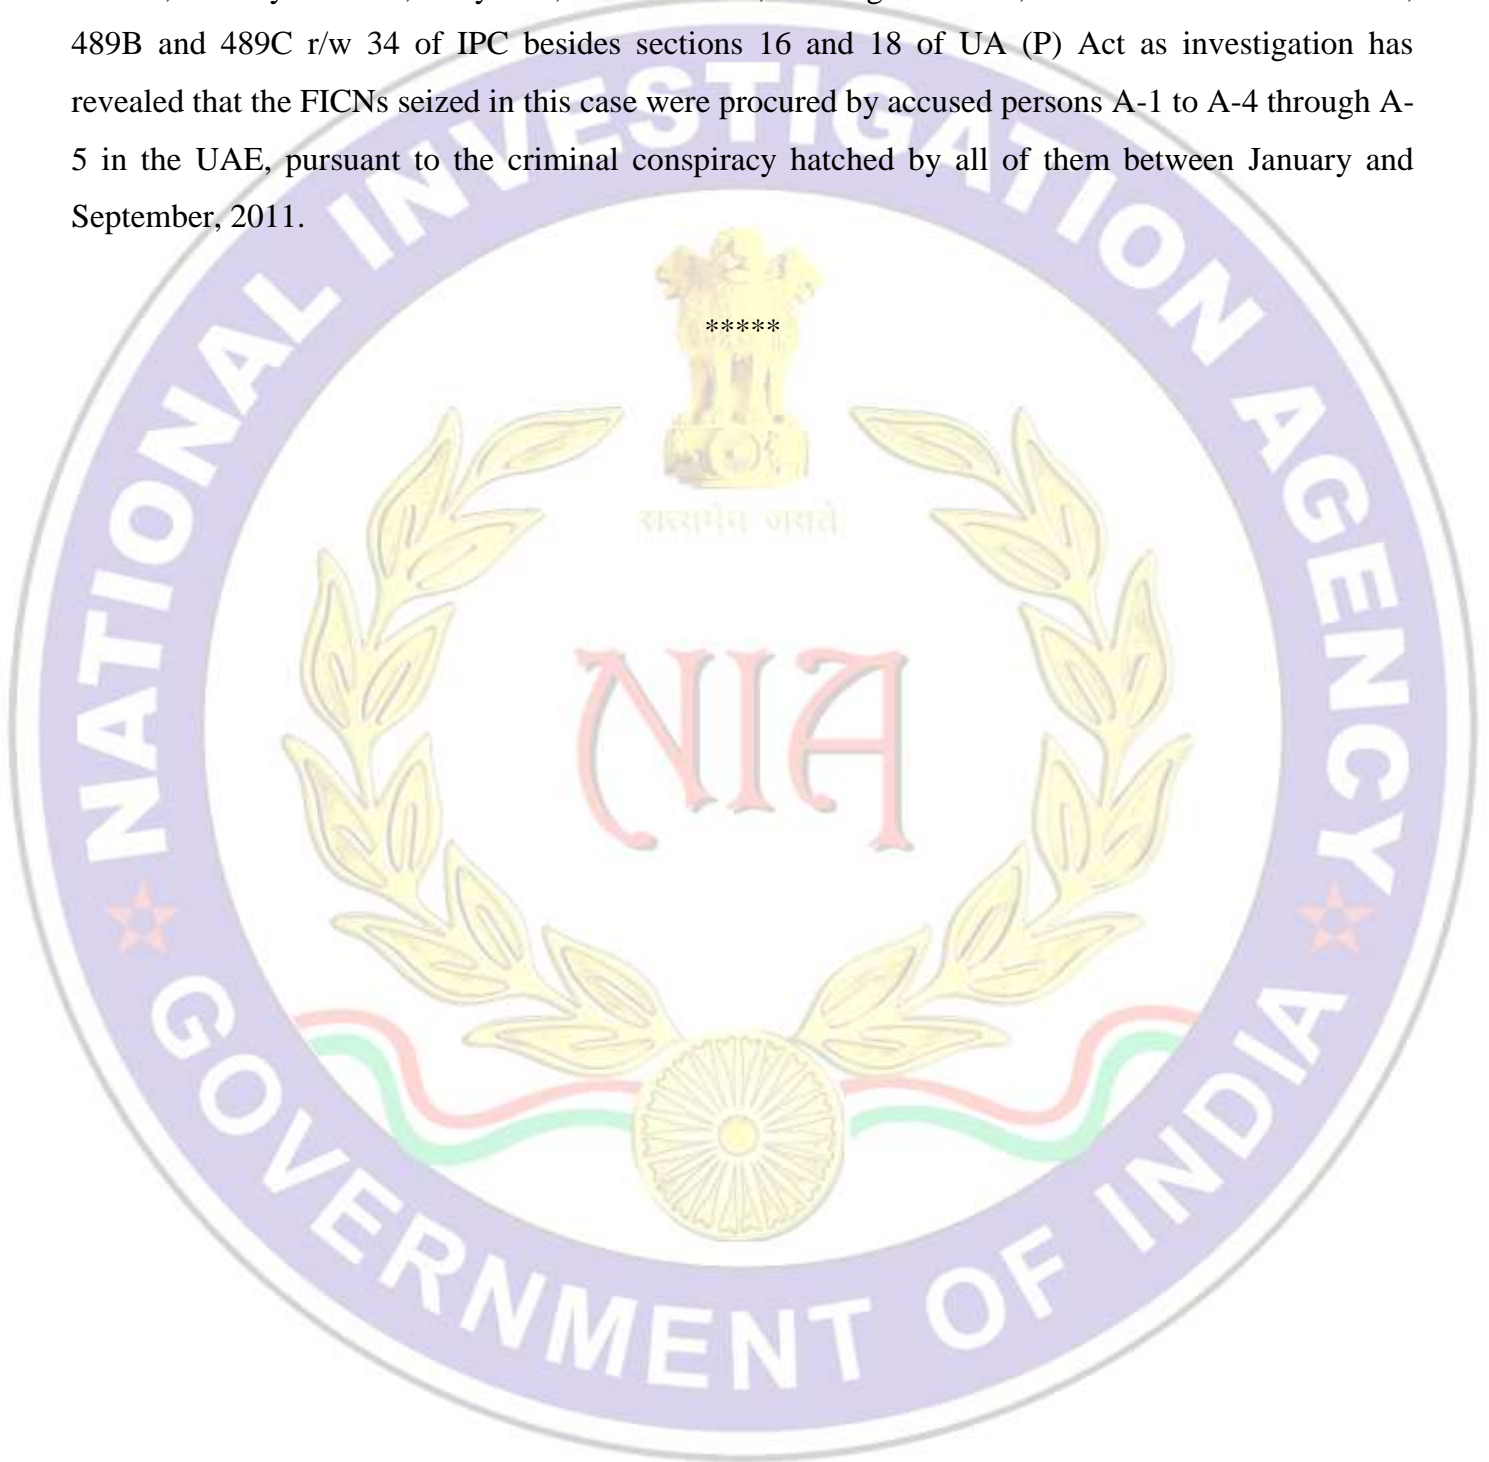 489B and 489C r/w 34 of IPC besides sections 16 and 18 of UA (P) Act as investigation has
revealed that the FICNs seized in this case were procured by accused persons A-1 to A-4 through A-
5 in the UAE, pursuant to the criminal conspiracy hatched by all of them between January and
September, 2011.
*****
सत्यमेव जयते
NIA
NATIONAL INVESTIGATION AGENCY
GOVERNMENT OF INDIA